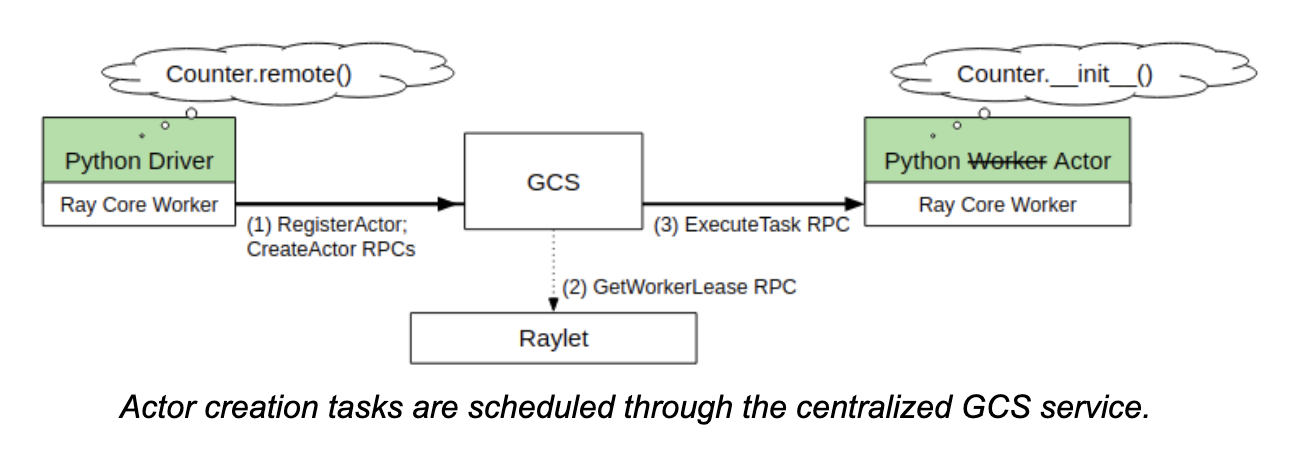 Counter.remote()
Counter.__init__()
Python Driver
Ray Core Worker
GCS
Python Worker Actor
Ray Core Worker
(1) RegisterActor;
CreateActor RPCs
(3) ExecuteTask RPC
(2) GetWorkerLease RPC
Raylet
Actor creation tasks are scheduled through the centralized GCS service.